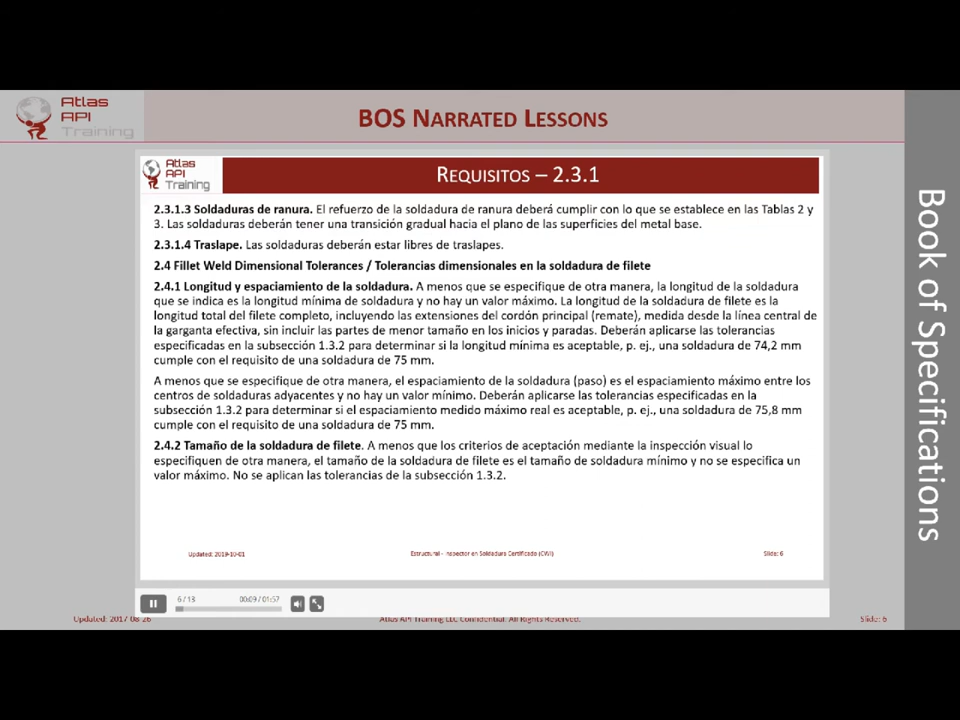 Atlas
API
Training
BOS NARRATED LESSONS
Book of Specifications
Atlas
API
Training
REQUISITOS – 2.3.1
2.3.1.3 Soldaduras de ranura. El refuerzo de la soldadura de ranura deberá cumplir con lo que se establece en las Tablas 2 y
3. Las soldaduras deberán tener una transición gradual hacia el plano de las superficies del metal base.
2.3.1.4 Traslape. Las soldaduras deberán estar libres de traslapes.
2.4 Fillet Weld Dimensional Tolerances / Tolerancias dimensionales en la soldadura de filete
2.4.1 Longitud y espaciamiento de la soldadura. A menos que se especifique de otra manera, la longitud de la soldadura
que se indica es la longitud mínima de soldadura y no hay un valor máximo. La longitud de la soldadura de filete es la
longitud total del filete completo, incluyendo las extensiones del cordón principal (remate), medida desde la línea central de
la garganta efectiva, sin incluir las partes de menor tamaño en los inicios y paradas. Deberán aplicarse las tolerancias
especificadas en la subsección 1.3.2 para determinar si la longitud mínima es aceptable, p. ej., una soldadura de 74,2 mm
cumple con el requisito de una soldadura de 75 mm.
A menos que se especifique de otra manera, el espaciamiento de la soldadura (paso) es el espaciamiento máximo entre los
centros de soldaduras adyacentes y no hay un valor mínimo. Deberán aplicarse las tolerancias especificadas en la
subsección 1.3.2 para determinar si el espaciamiento medido máximo real es aceptable, p. ej., una soldadura de 75,8 mm
cumple con el requisito de una soldadura de 75 mm.
2.4.2 Tamaño de la soldadura de filete. A menos que los criterios de aceptación mediante la inspección visual lo
especifiquen de otra manera, el tamaño de la soldadura de filete es el tamaño de soldadura mínimo y no se especifica un
valor máximo. No se aplican las tolerancias de la subsección 1.3.2.
Updated: 2019-10-01
Estructural - Inspector en Soldadura Certificado (CWI)
Slide: 6
6 / 13
00:09 / 01:57
Updated: 2017-08-26
Atlas API Training LLC Confidential. All Rights Reserved.
Slide: 6